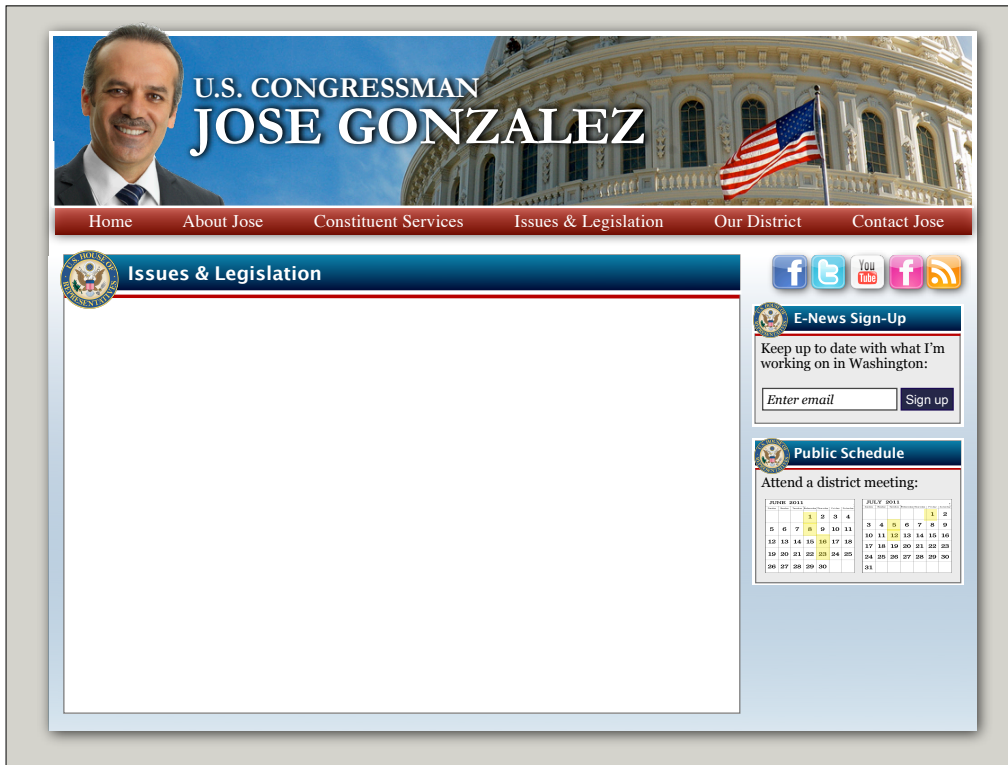 U.S. CONGRESSMAN
JOSE GONZALEZ
Home About Jose Constituent Services Issues & Legislation Our District Contact Jose
U.S. HOUSE OF REPRESENTATIVES
Issues & Legislation
You
Tube
E-News Sign-Up
Keep up to date with what I'm
working on in Washington:
Enter email Sign up
Public Schedule
Attend a district meeting:
JUNE 2011
1 2 3 4
5 6 7 8 9 10 11
12 13 14 15 16 17 18
19 20 21 22 23 24 25
26 27 28 29 30
JULY 2011
1 2
3 4 5 6 7 8 9
10 11 12 13 14 15 16
17 18 19 20 21 22 23
24 25 26 27 28 29 30
31